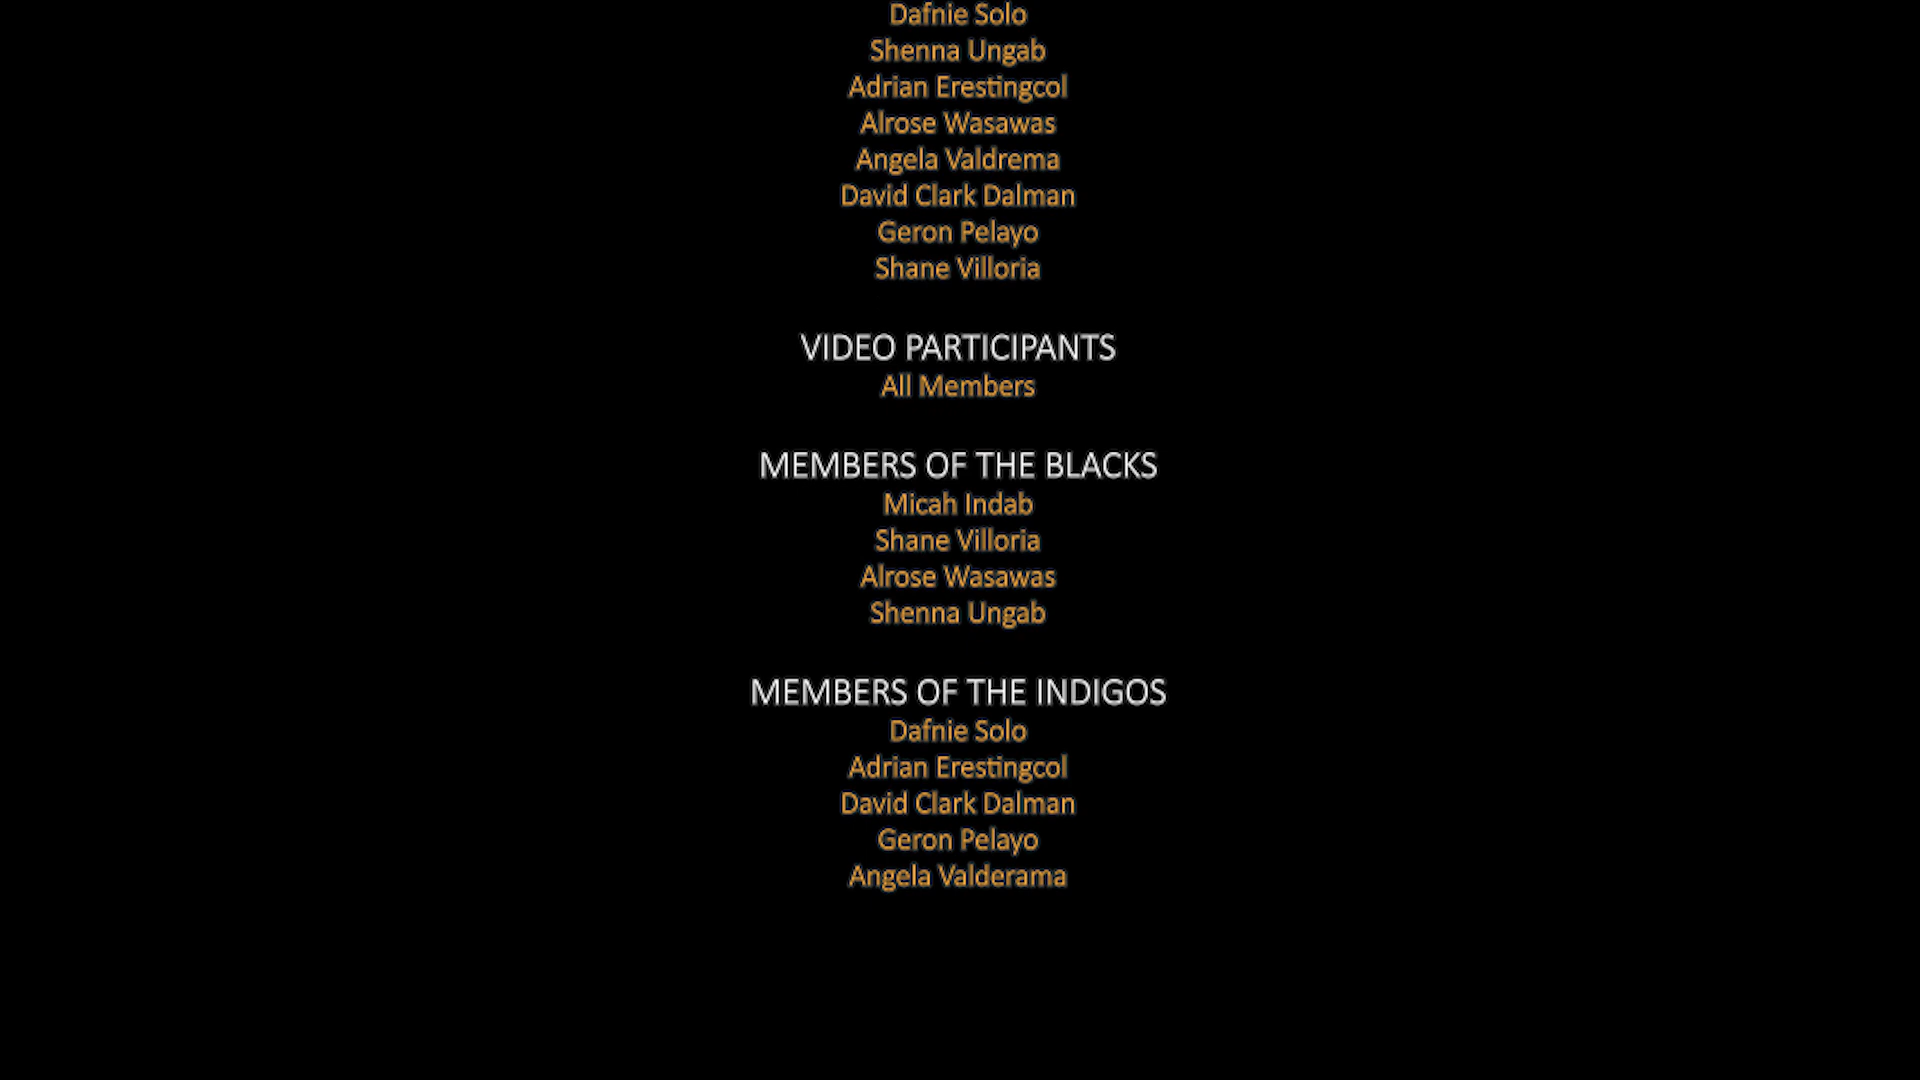 Dafnie Solo
Shenna Ungab
Adrian Erestingcol
Alrose Wasawas
Angela Valdrema
David Clark Dalman
Geron Pelayo
Shane Villoria
VIDEO PARTICIPANTS
All Members
MEMBERS OF THE BLACKS
Micah Indab
Shane Villoria
Alrose Wasawas
Shenna Ungab
MEMBERS OF THE INDIGOS
Dafnie Solo
Adrian Erestingcol
David Clark Dalman
Geron Pelayo
Angela Valderama